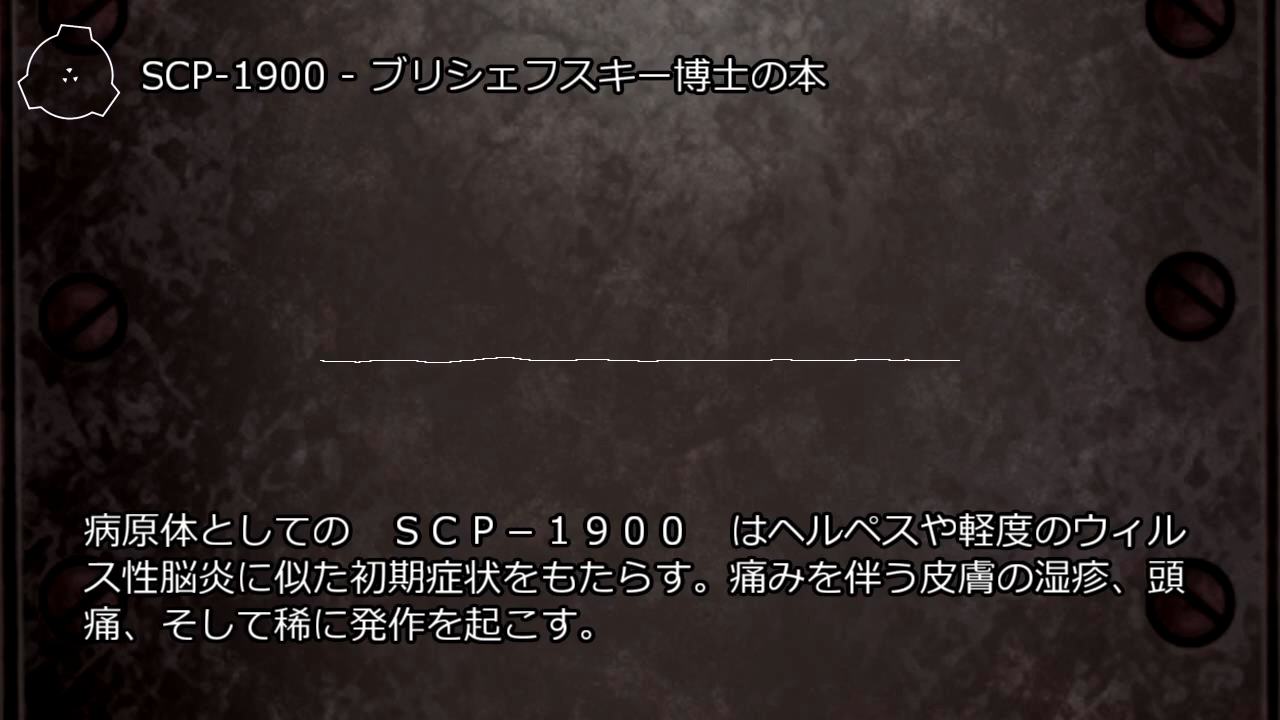 SCP-1900 - ブリシェフスキー博士の本
病原体としての　ＳＣＰ－１９００　はヘルペスや軽度のウィル
ス性脳炎に似た初期症状をもたらす。痛みを伴う皮膚の湿疹、頭
痛、そして稀に発作を起こす。